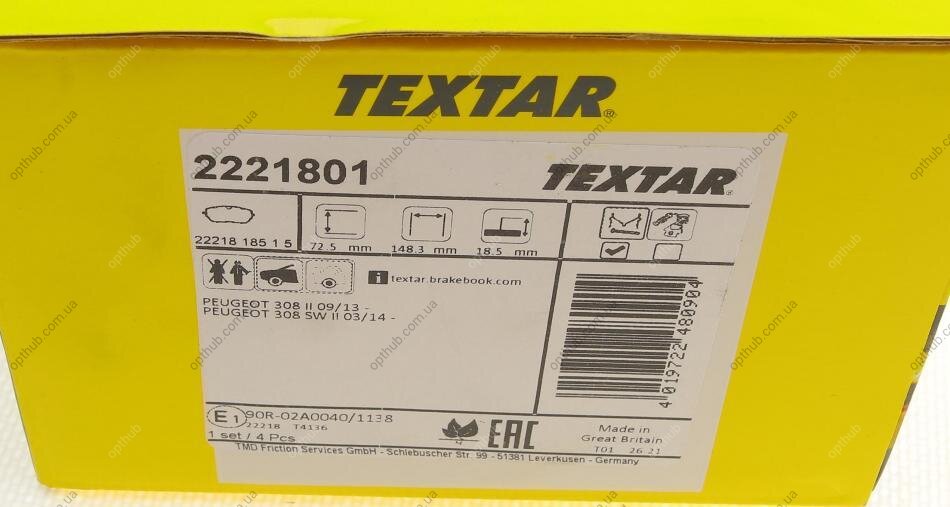 TEXTAR®
2221801
TEXTAR®
22218 185 1 5
72.5 mm
148.3 mm
18.5 mm
i textar.brakebook.com
PEUGEOT 308 II 09/13 -
PEUGEOT 308 SW II 03/14 -
4 019722 480904
E1 90R-02A0040/1138
22218 T4136
1 set / 4 Pcs
EAC
Made in
Great Britain
T01 26 21
TMD Friction Services GmbH - Schlebuscher Str. 99 - 51381 Leverkusen - Germany
opthub.com.ua